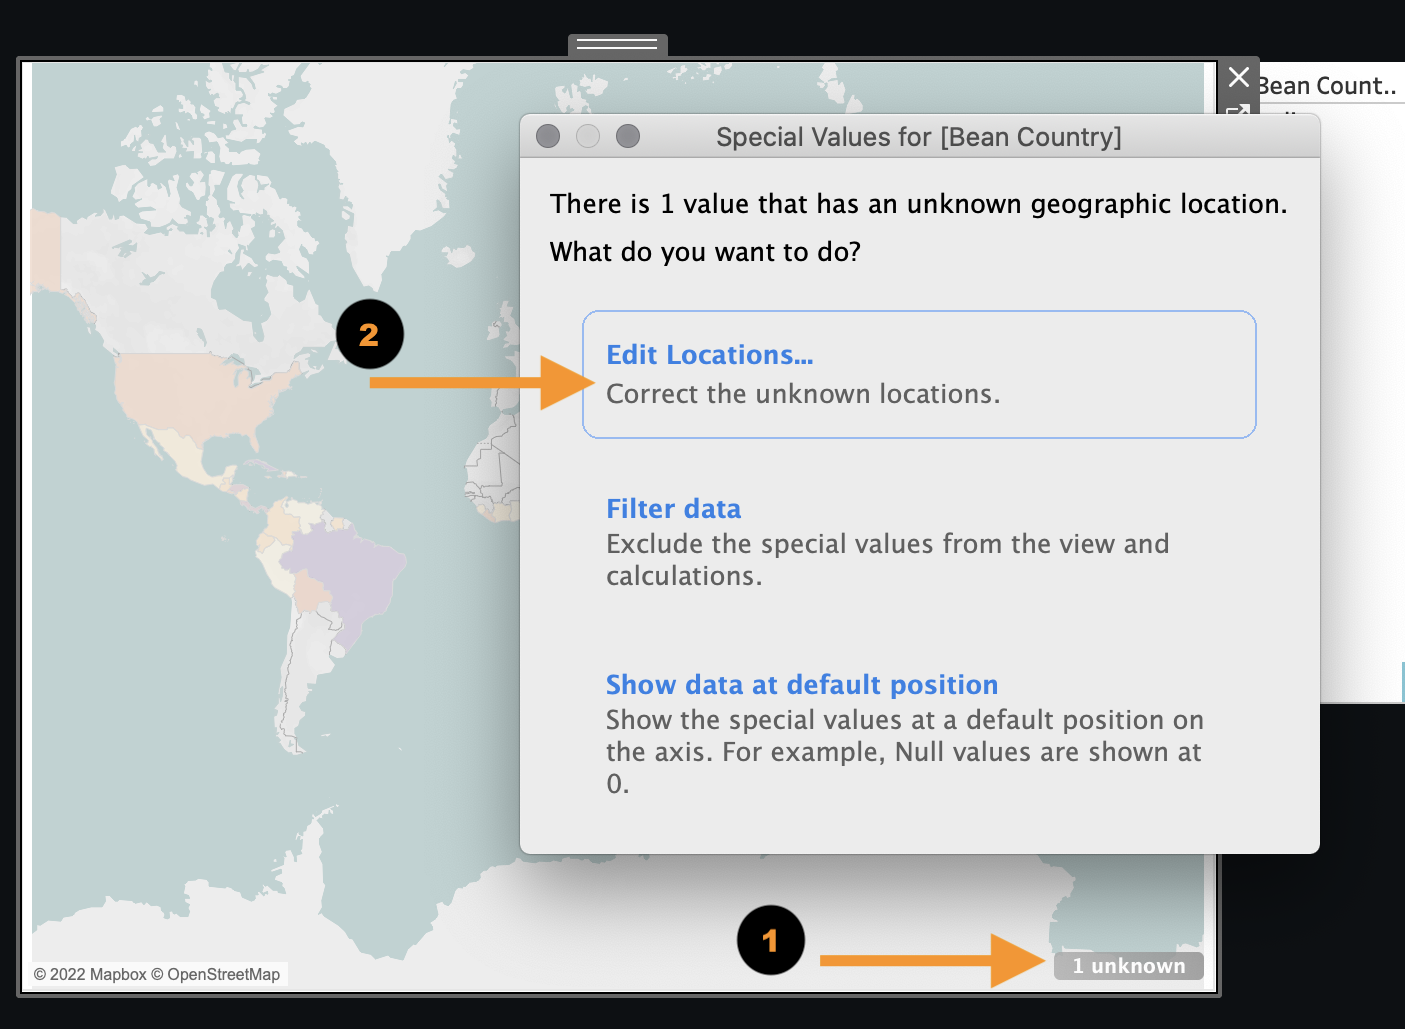 Bean Count..
Special Values for [Bean Country]
There is 1 value that has an unknown geographic location.
What do you want to do?
2
Edit Locations...
Correct the unknown locations.
Filter data
Exclude the special values from the view and
calculations.
Show data at default position
Show the special values at a default position on
the axis. For example, Null values are shown at
0.
1
1 unknown
© 2022 Mapbox © OpenStreetMap